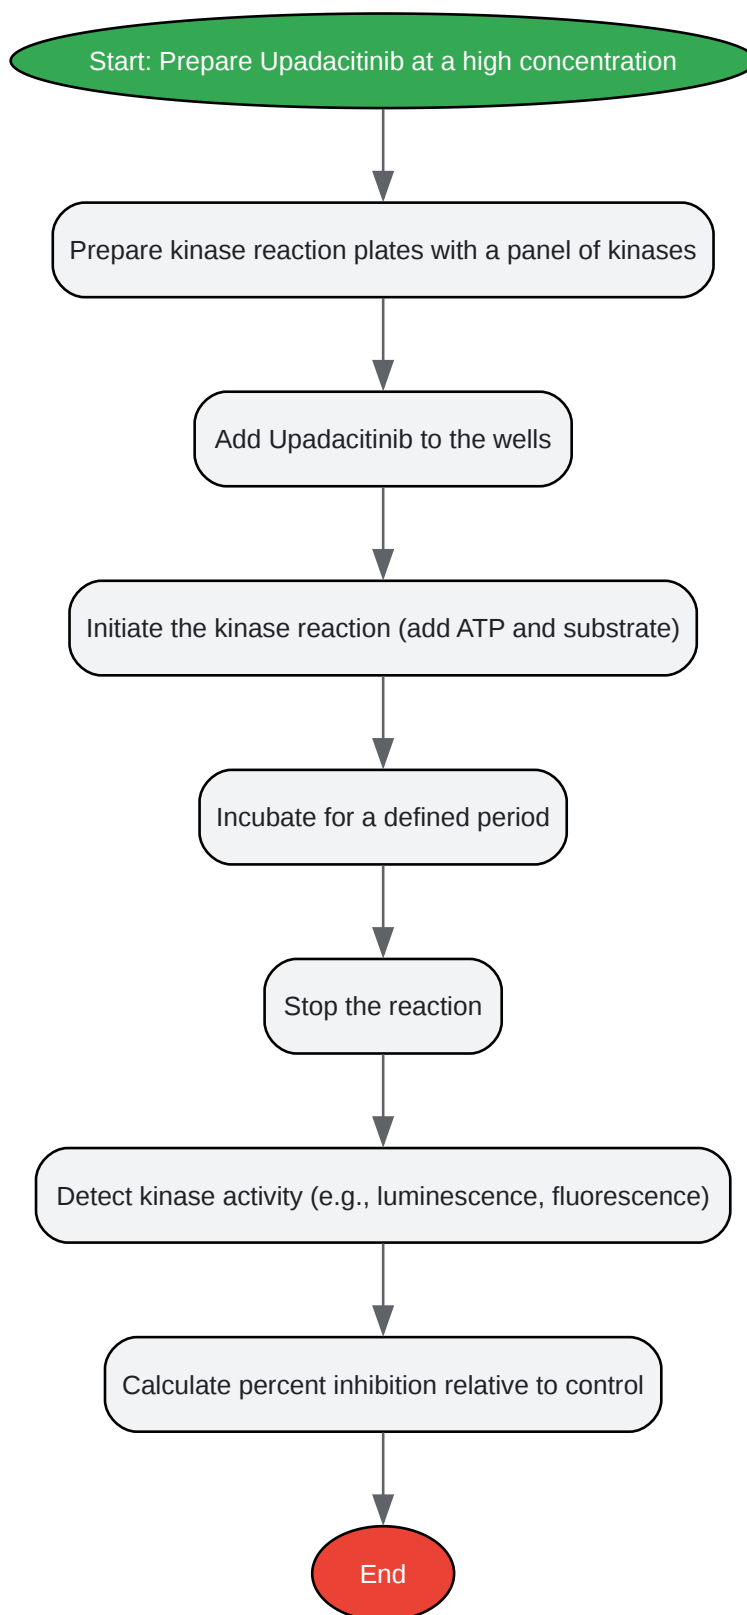 Start: Prepare Upadacitinib at a high concentration
Prepare kinase reaction plates with a panel of kinases
Add Upadacitinib to the wells
Initiate the kinase reaction (add ATP and substrate)
Incubate for a defined period
Stop the reaction
Detect kinase activity (e.g., luminescence, fluorescence)
Calculate percent inhibition relative to control
End